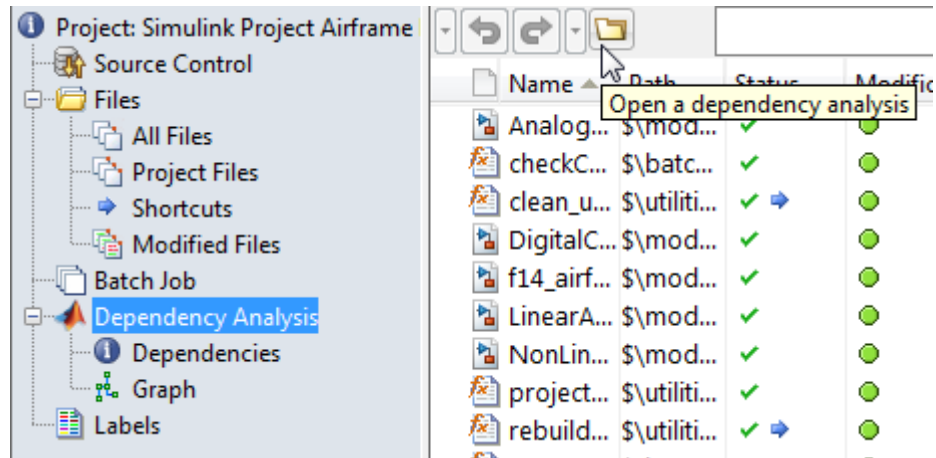 Project: Simulink Project Airframe
Source Control
Files
All Files
Project Files
Shortcuts
Modified Files
Batch Job
Dependency Analysis
Dependencies
Graph
Labels
Name Path Status Modific
Open a dependency analysis
Analog... $\mod...
checkC... $\batc...
clean_u... $\utiliti...
DigitalC... $\mod...
f14_airf... $\mod...
LinearA... $\mod...
NonLin... $\mod...
project... $\utiliti...
rebuild... $\utiliti...